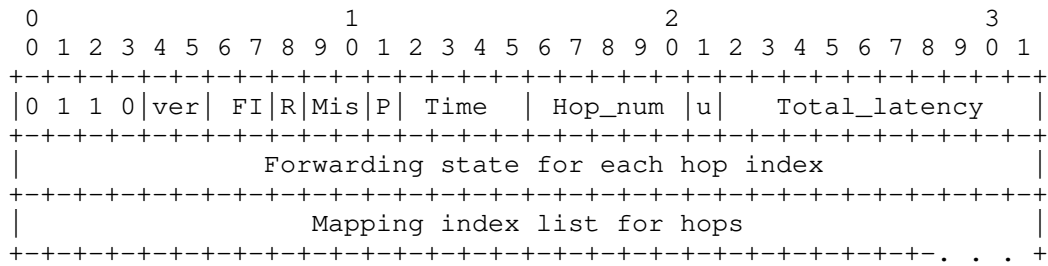 0                   1                   2                   3
 0 1 2 3 4 5 6 7 8 9 0 1 2 3 4 5 6 7 8 9 0 1 2 3 4 5 6 7 8 9 0 1
+-+-+-+-+-+-+-+-+-+-+-+-+-+-+-+-+-+-+-+-+-+-+-+-+-+-+-+-+-+-+-+-+
|0 1 1 0|ver| FI|R|Mis|P| Time  | Hop_num |u|   Total_latency   |
+-+-+-+-+-+-+-+-+-+-+-+-+-+-+-+-+-+-+-+-+-+-+-+-+-+-+-+-+-+-+-+-+
|               Forwarding state for each hop index             |
+-+-+-+-+-+-+-+-+-+-+-+-+-+-+-+-+-+-+-+-+-+-+-+-+-+-+-+-+-+-+-+-+
|                  Mapping index list for hops                  |
+-+-+-+-+-+-+-+-+-+-+-+-+-+-+-+-+-+-+-+-+-+-+-+-+-+-+-+-+-. . . +